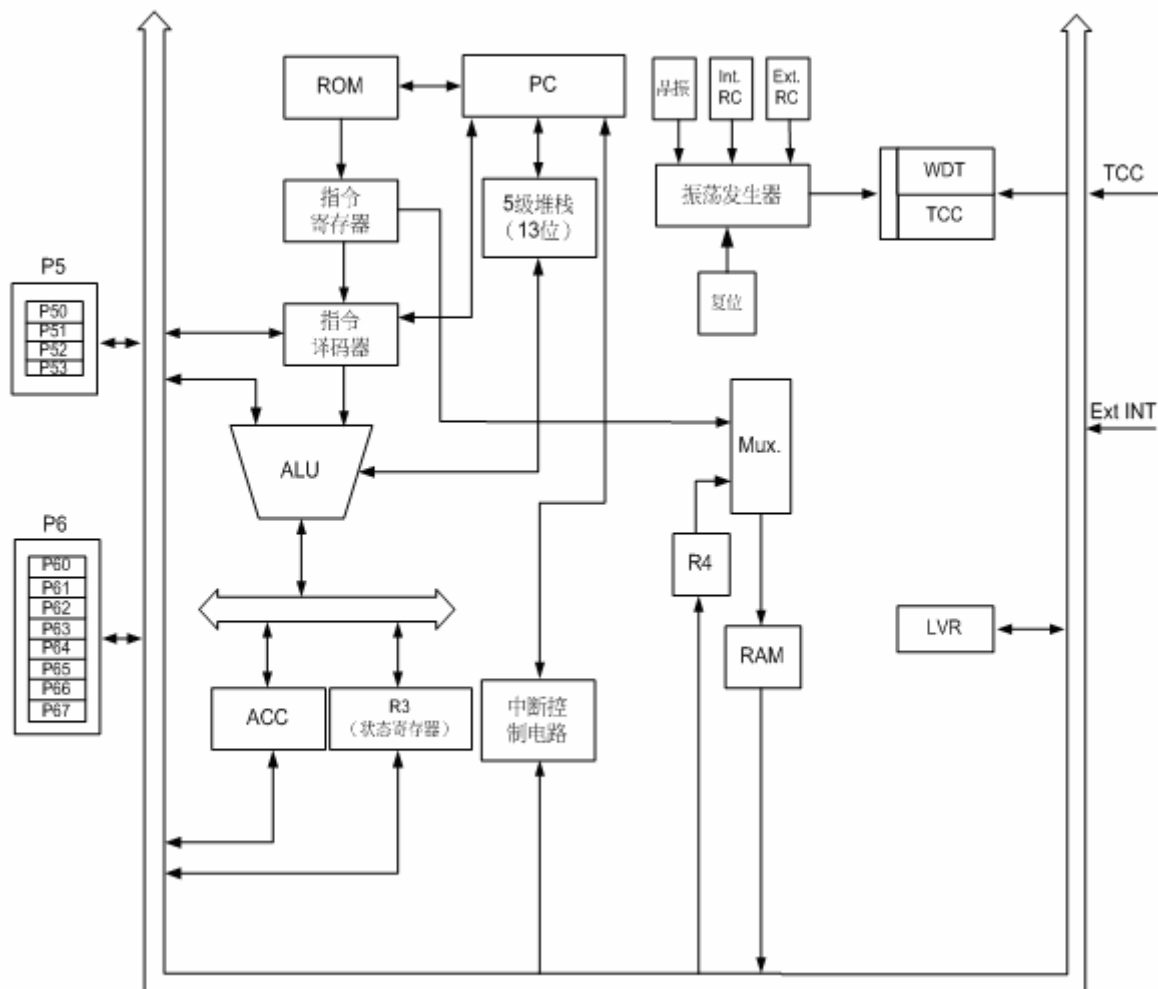 ROM
PC
晶振
Int.
RC
Ext.
RC
WDT
TCC
TCC
指令
寄存器
5级堆栈
（13位）
振荡发生器
复位
P5
P50
P51
P52
P53
指令
译码器
Ext INT
Mux.
ALU
R4
P6
P60
P61
P62
P63
P64
P65
P66
P67
LVR
RAM
ACC
R3
（状态寄存器）
中断控
制电路